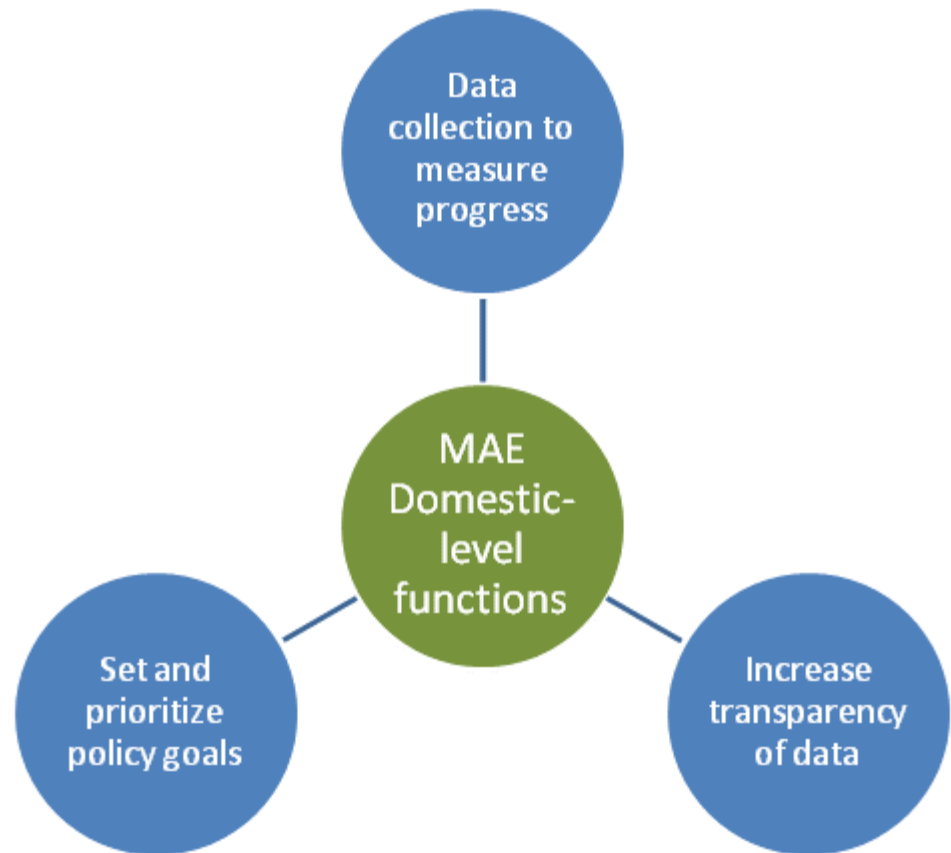 Data
collection to
measure
progress
MAE
Domestic-
level
functions
Set and
prioritize
policy goals
Increase
transparency
of data